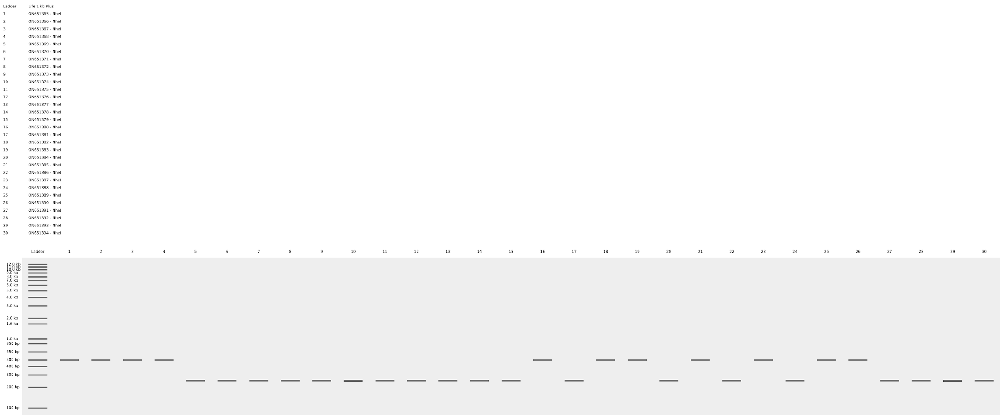 Ladder Life 1 kb Plus
1 ON651365 - NheI
2 ON651366 - NheI
3 ON651367 - NheI
4 ON651368 - NheI
5 ON651369 - NheI
6 ON651370 - NheI
7 ON651371 - NheI
8 ON651372 - NheI
9 ON651373 - NheI
10 ON651374 - NheI
11 ON651375 - NheI
12 ON651376 - NheI
13 ON651377 - NheI
14 ON651378 - NheI
15 ON651379 - NheI
16 ON651380 - NheI
17 ON651381 - NheI
18 ON651382 - NheI
19 ON651383 - NheI
20 ON651384 - NheI
21 ON651385 - NheI
22 ON651386 - NheI
23 ON651387 - NheI
24 ON651388 - NheI
25 ON651389 - NheI
26 ON651390 - NheI
27 ON651391 - NheI
28 ON651392 - NheI
29 ON651393 - NheI
30 ON651394 - NheI
Ladder 1 2 3 4 5 6 7 8 9 10 11 12 13 14 15 16 17 18 19 20 21 22 23 24 25 26 27 28 29 30
12.0 kb
11.0 kb
10.0 kb
9.0 kb
8.0 kb
7.0 kb
6.0 kb
5.0 kb
4.0 kb
3.0 kb
2.0 kb
1.6 kb
1.0 kb
850 bp
650 bp
500 bp
400 bp
300 bp
200 bp
100 bp